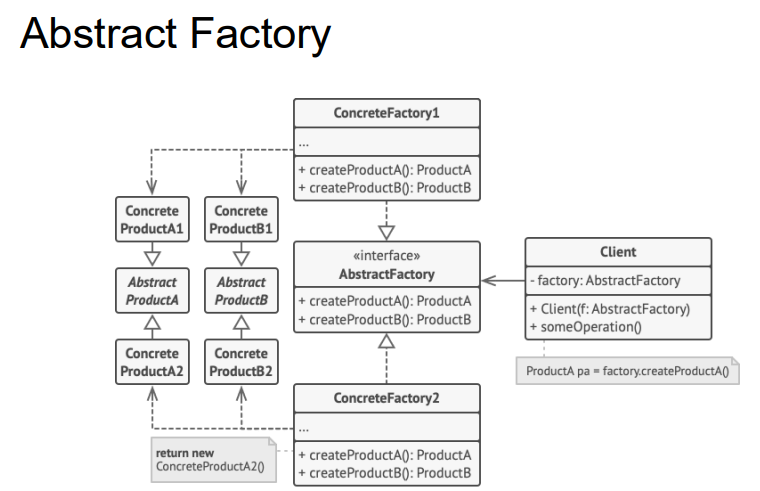 Abstract Factory
ConcreteFactory1
...
+ createProductA(): ProductA
+ createProductB(): ProductB
Concrete
ProductA1
Concrete
ProductB1
«interface»
AbstractFactory
+ createProductA(): ProductA
+ createProductB(): ProductB
Client
- factory: AbstractFactory
+ Client(f: AbstractFactory)
+ someOperation()
Abstract
ProductA
Abstract
ProductB
Concrete
ProductA2
Concrete
ProductB2
ProductA pa = factory.createProductA()
ConcreteFactory2
...
+ createProductA(): ProductA
+ createProductB(): ProductB
return new
ConcreteProductA2()